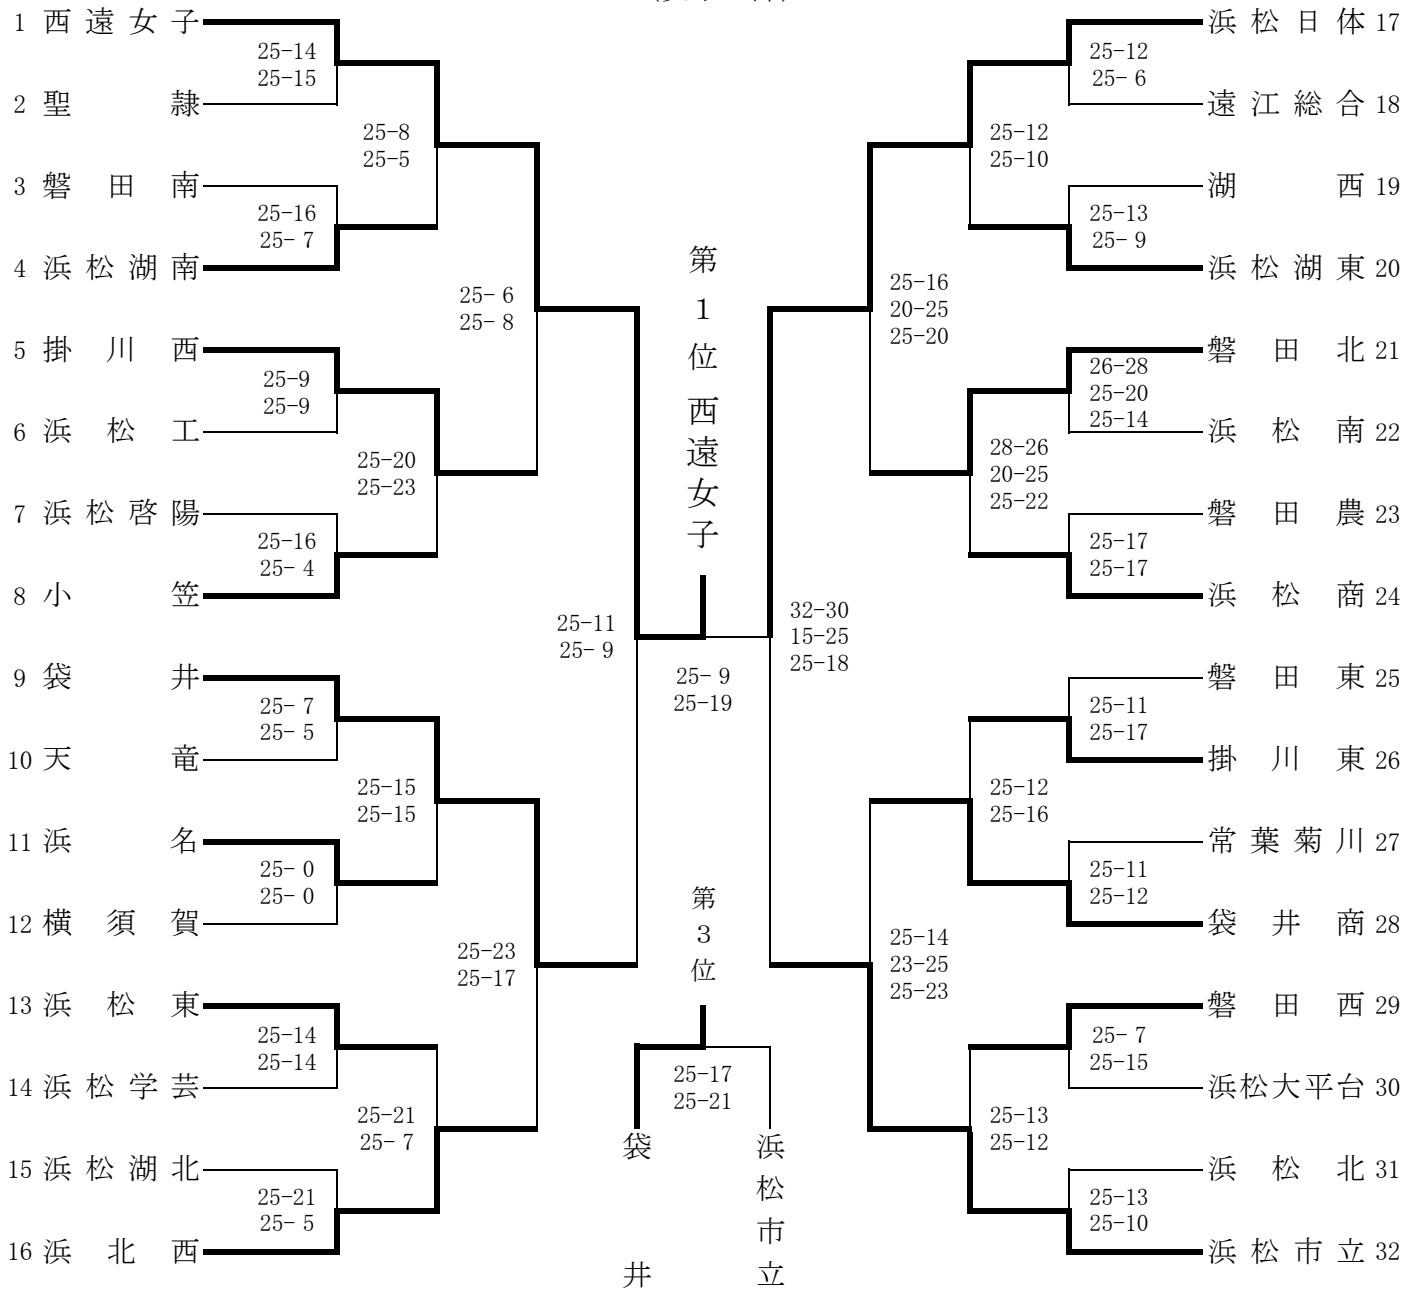 1 西遠女子
25-14
25-15
2 聖隷
25-8
25-5
3 磐田南
25-16
25- 7
4 浜松湖南
25- 6
25- 8
5 掛川西
25-9
25-9
6 浜松工
25-20
25-23
7 浜松啓陽
25-16
25- 4
8 小笠
25-11
25- 9
9 袋井
25- 7
25- 5
10 天竜
25-15
25-15
11 浜名
25- 0
25- 0
12 横須賀
25-23
25-17
13 浜松東
25-14
25-14
14 浜松学芸
25-21
25- 7
15 浜松湖北
25-21
25- 5
16 浜北西
第1位西遠女子
25- 9
25-19
第3位
25-17
25-21
袋井
浜松市立
浜松日体 17
25-12
25- 6
遠江総合 18
25-12
25-10
湖西 19
25-13
25- 9
浜松湖東 20
25-16
20-25
25-20
磐田北 21
26-28
25-20
25-14
浜松南 22
28-26
20-25
25-22
磐田農 23
25-17
25-17
浜松商 24
32-30
15-25
25-18
磐田東 25
25-11
25-17
掛川東 26
25-12
25-16
常葉菊川 27
25-11
25-12
袋井商 28
25-14
23-25
25-23
磐田西 29
25- 7
25-15
浜松大平台 30
25-13
25-12
浜松北 31
25-13
25-10
浜松市立 32